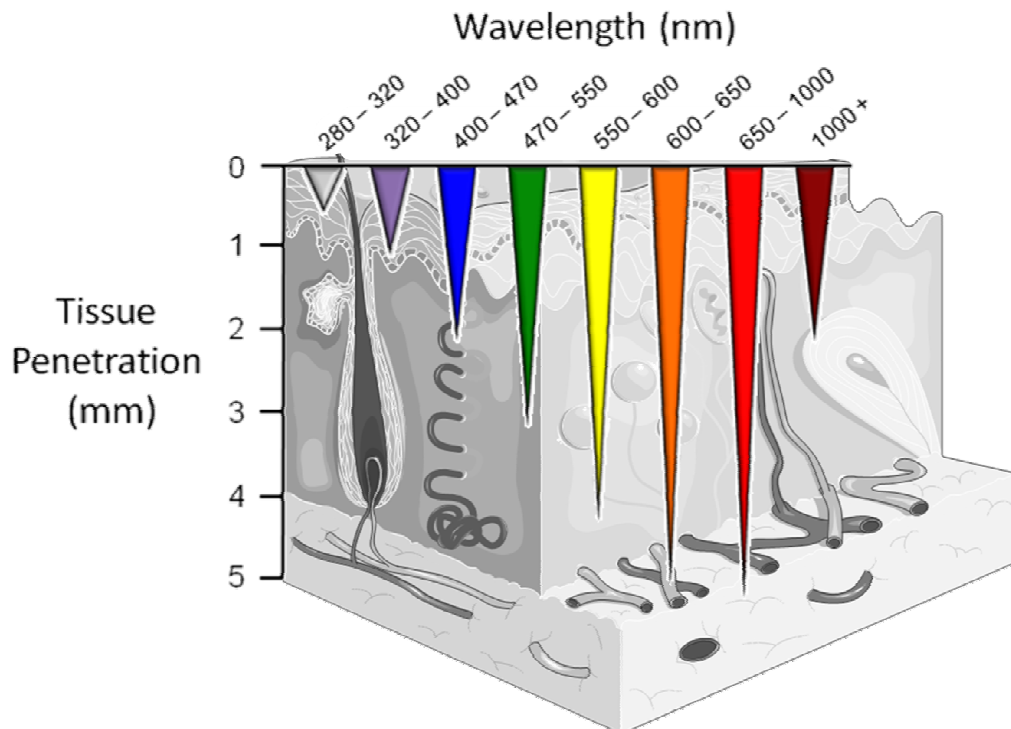 Wavelength (nm)
280 – 320
320 – 400
400 – 470
470 – 550
550 – 600
600 – 650
650 – 1000
1000 +
0
1
2
3
4
5
Tissue
Penetration
(mm)